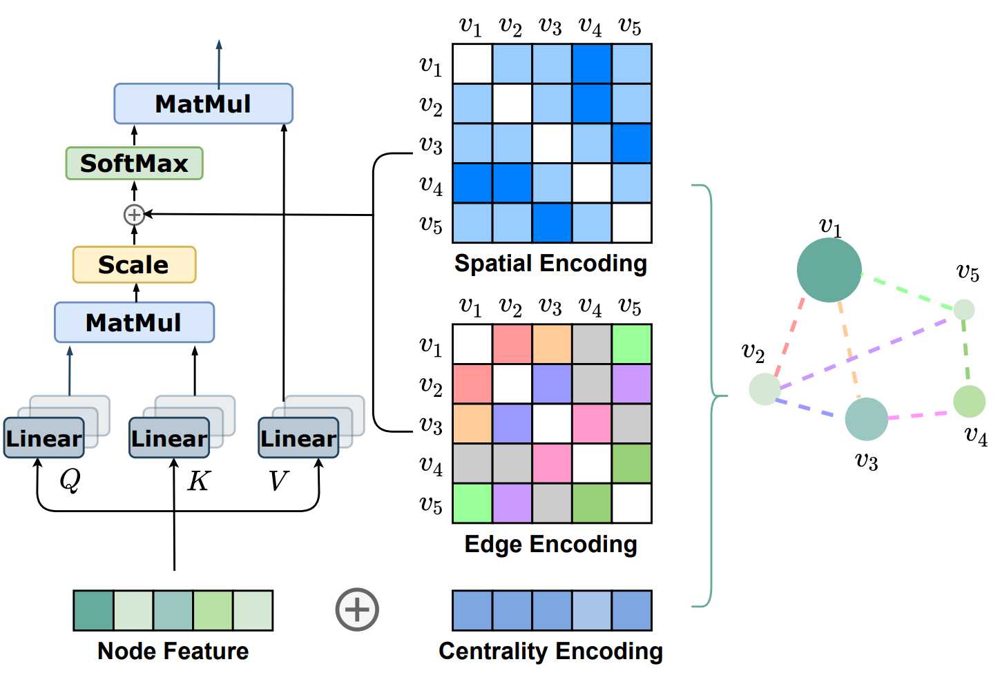 MatMul
SoftMax
+
Scale
MatMul
Linear Linear Linear
Q K V
Node Feature
+
v1 v2 v3 v4 v5
v1
v2
v3
v4
v5
Spatial Encoding
v1 v2 v3 v4 v5
v1
v2
v3
v4
v5
Edge Encoding
Centrality Encoding
v1
v5
v2
v4
v3